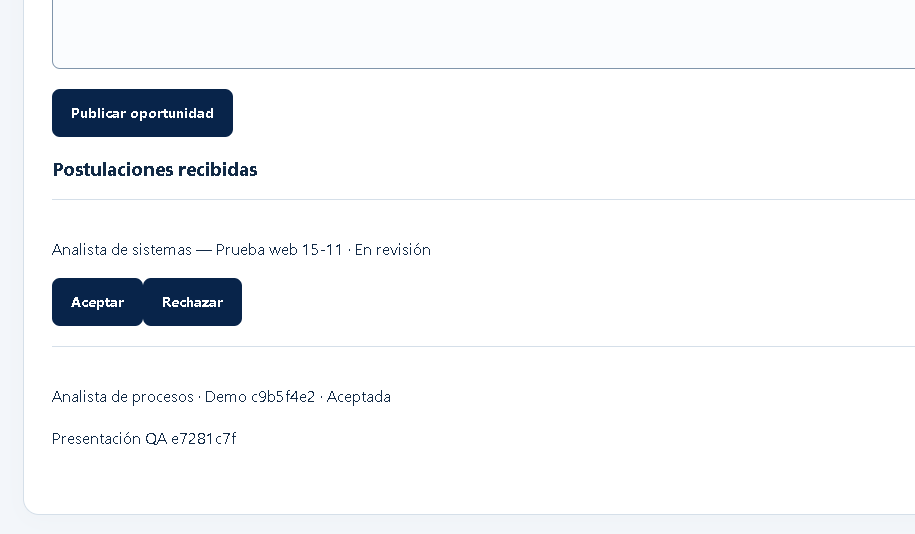 Publicar oportunidad
Postulaciones recibidas
Analista de sistemas — Prueba web 15-11 · En revisión
Aceptar Rechazar
Analista de procesos · Demo c9b5f4e2 · Aceptada
Presentación QA e7281c7f